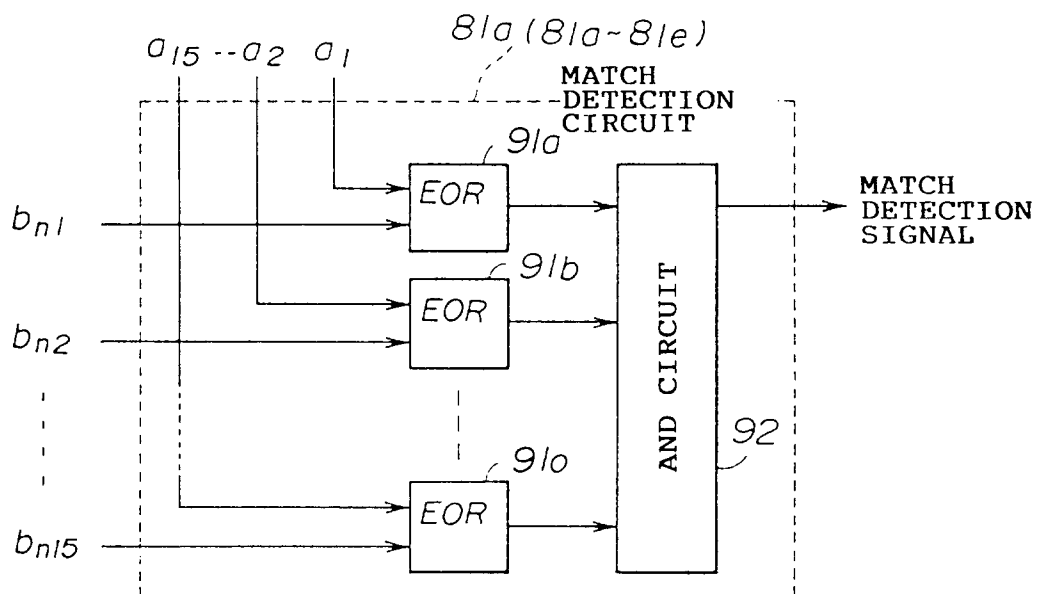 81a (81a~81e)
a15 -- a2 a1
MATCH
DETECTION
CIRCUIT
91a
EOR
bn1
MATCH
DETECTION
SIGNAL
91b
EOR
bn2
AND CIRCUIT
92
91o
EOR
bn15